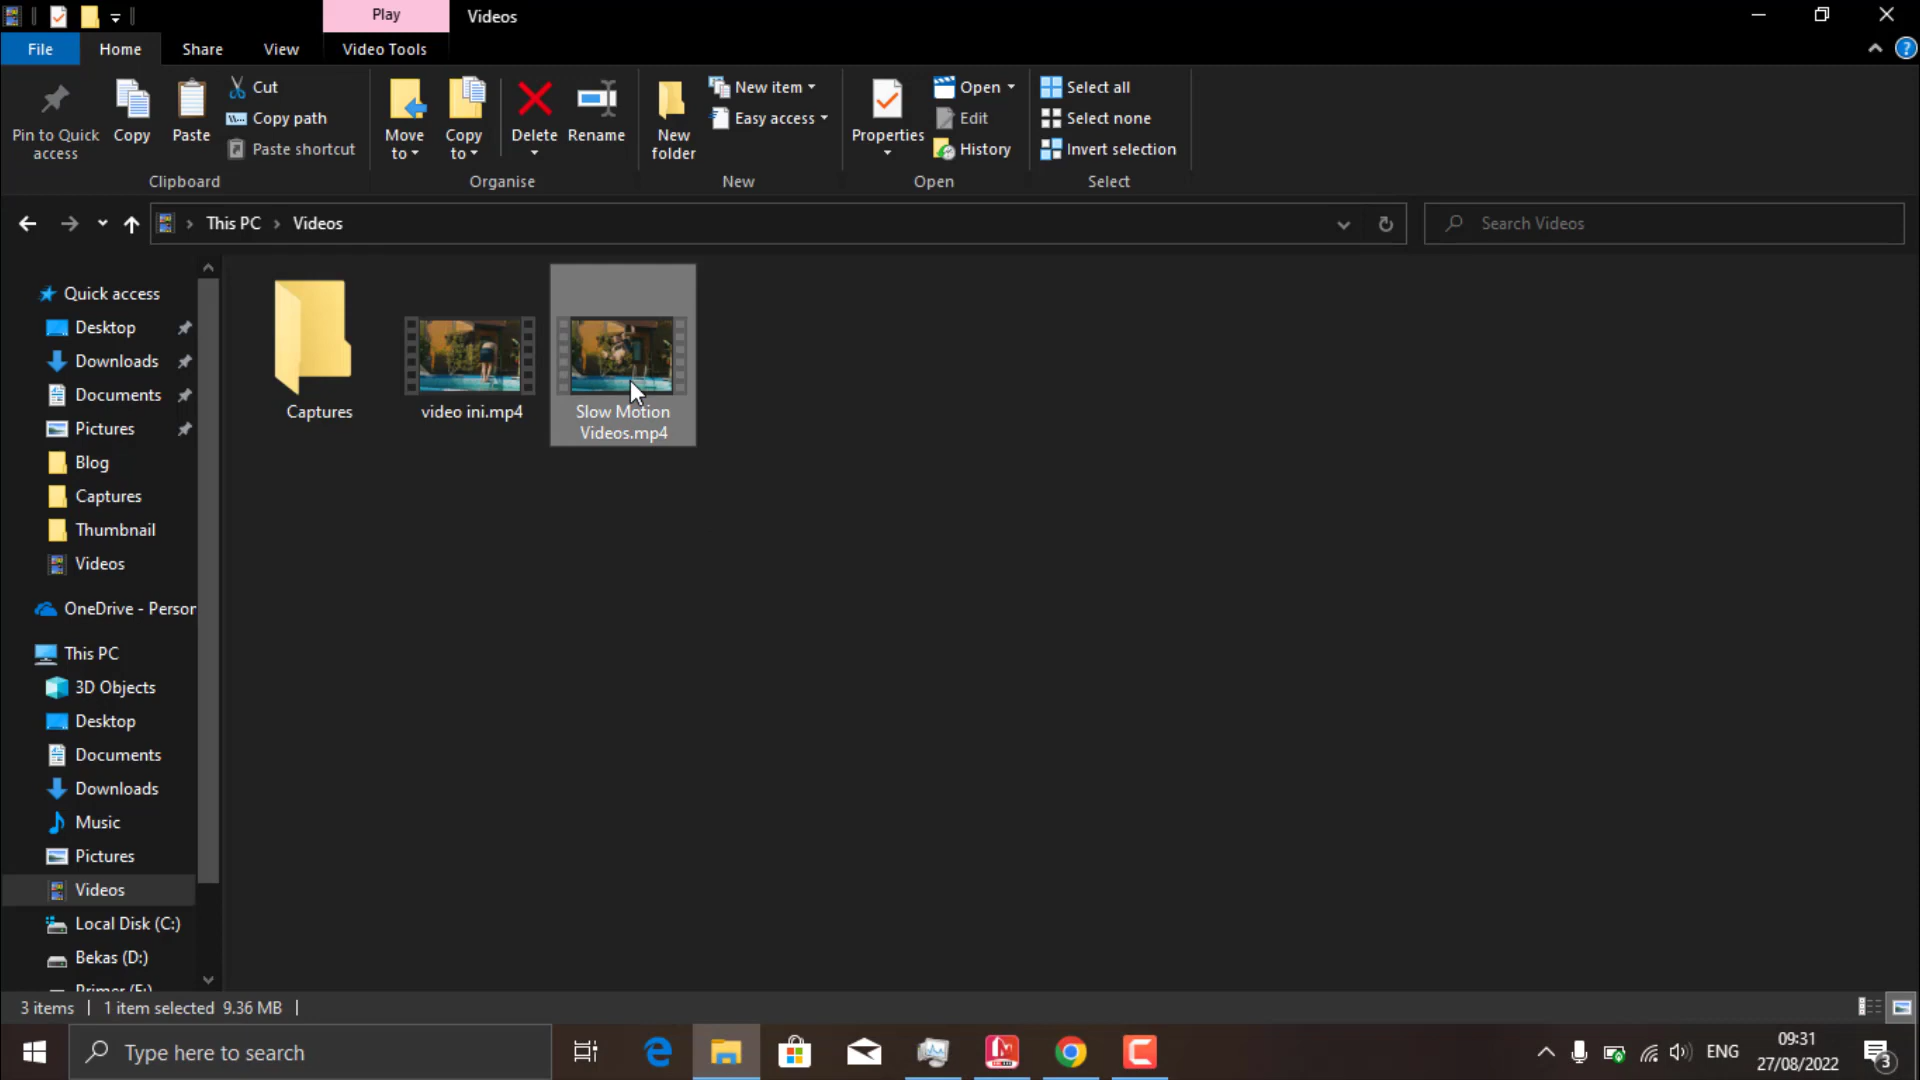 Play
Videos
File
Home
Share
View
Video Tools
Pin to Quick
access
Copy
Paste
Cut
Copy path
Paste shortcut
Clipboard
Move
to
Copy
to
Delete
Rename
Organise
New
folder
New item
Easy access
New
Properties
Open
Edit
History
Open
Select all
Select none
Invert selection
Select
This PC
Videos
Search Videos
Quick access
Desktop
Downloads
Documents
Pictures
Blog
Captures
Thumbnail
Videos
OneDrive - Person
This PC
3D Objects
Desktop
Documents
Downloads
Music
Pictures
Videos
Local Disk (C:)
Bekas (D:)
Captures
video ini.mp4
Slow Motion
Videos.mp4
3 items
1 item selected 9.36 MB
Type here to search
ENG
09:31
27/08/2022
3